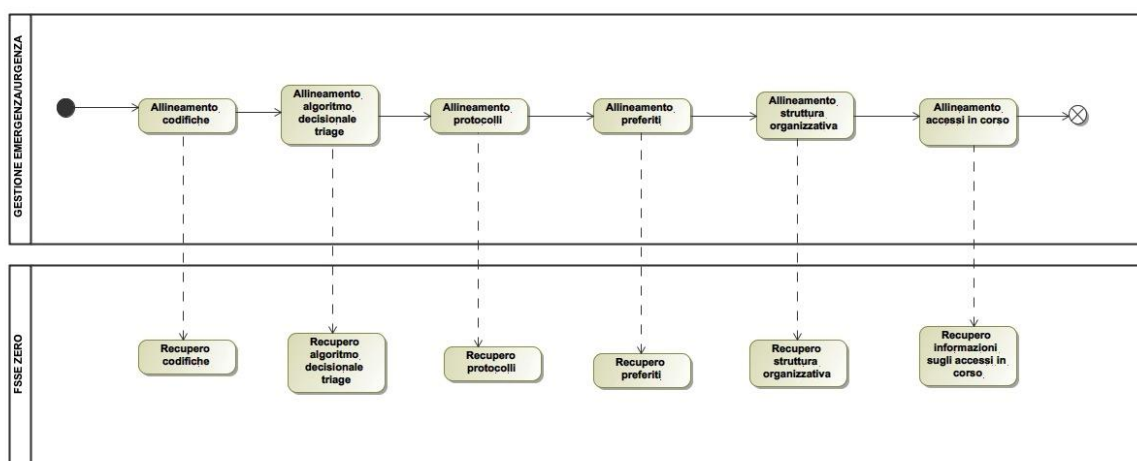 GESTIONE EMERGENZA/URGENZA
Allineamento
codifiche
Allineamento
algoritmo
decisionale
triage
Allineamento
protocolli
Allineamento
preferiti
Allineamento
struttura
organizzativa
Allineamento
accessi in corso
FSSE ZERO
Recupero
codifiche
Recupero
algoritmo
decisionale
triage
Recupero
protocolli
Recupero
preferiti
Recupero
struttura
organizzativa
Recupero
informazioni
sugli accessi in
corso